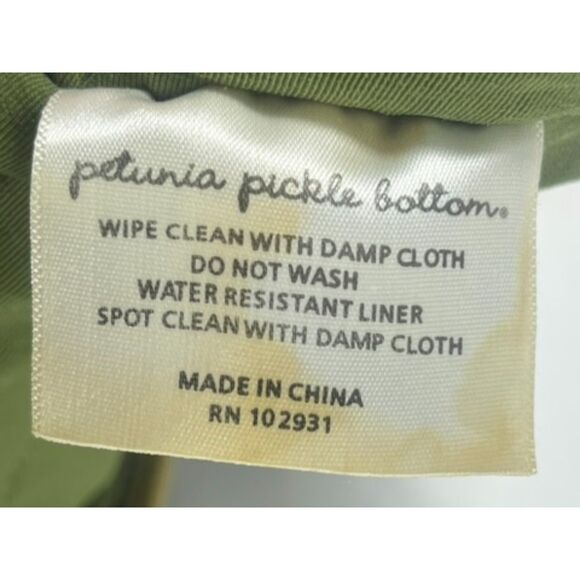 petunia pickle bottom®
WIPE CLEAN WITH DAMP CLOTH
DO NOT WASH
WATER RESISTANT LINER
SPOT CLEAN WITH DAMP CLOTH
MADE IN CHINA
RN 102931